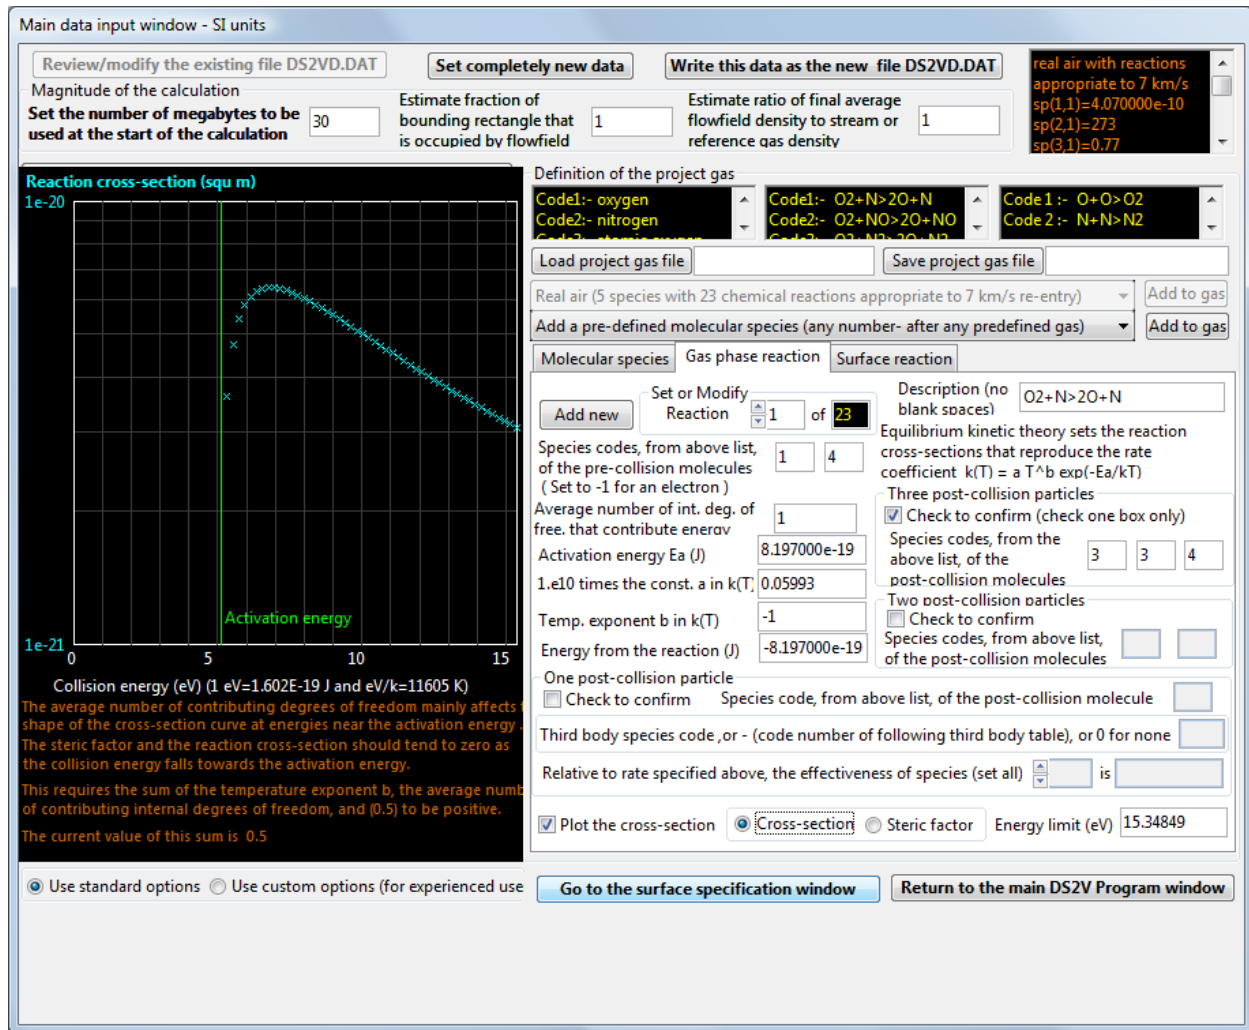 Main data input window - SI units
Review/modify the existing file DS2VD.DAT
Set completely new data
Write this data as the new file DS2VD.DAT
real air with reactions
appropriate to 7 km/s
sp(1,1)=4.070000e-10
sp(2,1)=273
sp(3,1)=0.77
Magnitude of the calculation
Set the number of megabytes to be
used at the start of the calculation
30
Estimate fraction of
bounding rectangle that
is occupied by flowfield
1
Estimate ratio of final average
flowfield density to stream or
reference gas density
1
Reaction cross-section (squ m)
1e-20
Activation energy
1e-21
0 5 10 15
Collision energy (eV) (1 eV=1.602E-19 J and eV/k=11605 K)
The average number of contributing degrees of freedom mainly affects t
shape of the cross-section curve at energies near the activation energy .
The steric factor and the reaction cross-section should tend to zero as
the collision energy falls towards the activation energy.
This requires the sum of the temperature exponent b, the average numb
of contributing internal degrees of freedom, and (0.5) to be positive.
The current value of this sum is 0.5
Use standard options
Use custom options (for experienced use
Definition of the project gas
Code1:- oxygen
Code2:- nitrogen
Code3:- atomic oxygen
Code1:- O2+N>2O+N
Code2:- O2+NO>2O+NO
Code3:- O2+N2>2O+N2
Code 1 :- O+O>O2
Code 2 :- N+N>N2
Load project gas file
Save project gas file
Real air (5 species with 23 chemical reactions appropriate to 7 km/s re-entry)
Add to gas
Add a pre-defined molecular species (any number- after any predefined gas)
Add to gas
Molecular species
Gas phase reaction
Surface reaction
Add new
Set or Modify
Reaction
1 of 23
Description (no
blank spaces)
O2+N>2O+N
Species codes, from above list,
of the pre-collision molecules
( Set to -1 for an electron )
1 4
Equilibrium kinetic theory sets the reaction
cross-sections that reproduce the rate
coefficient k(T) = a T^b exp(-Ea/kT)
Average number of int. deg. of
free. that contribute energy
1
Activation energy Ea (J)
8.197000e-19
1.e10 times the const. a in k(T)
0.05993
Temp. exponent b in k(T)
-1
Energy from the reaction (J)
-8.197000e-19
Three post-collision particles
Check to confirm (check one box only)
Species codes, from the
above list, of the
post-collision molecules
3 3 4
Two post-collision particles
Check to confirm
Species codes, from above list,
of the post-collision molecules
One post-collision particle
Check to confirm
Species code, from above list, of the post-collision molecule
Third body species code ,or - (code number of following third body table), or 0 for none
Relative to rate specified above, the effectiveness of species (set all)
is
Plot the cross-section
Cross-section
Steric factor
Energy limit (eV)
15.34849
Go to the surface specification window
Return to the main DS2V Program window